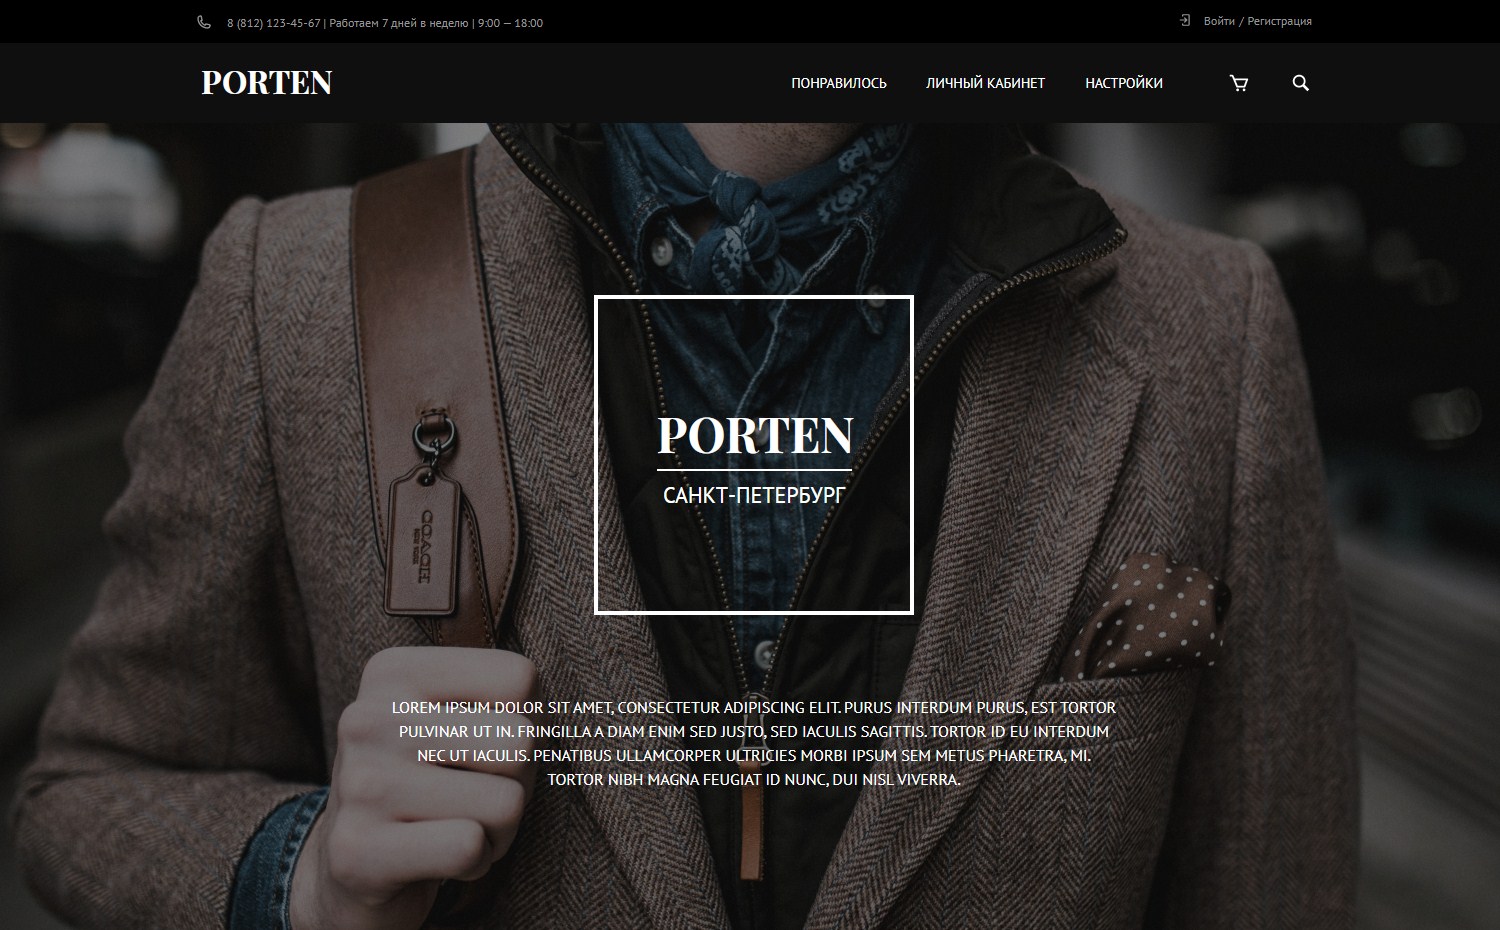 8 (812) 123-45-67 | Работаем 7 дней в неделю | 9:00 — 18:00
Войти / Регистрация
PORTEN
ПОНРАВИЛОСЬ
ЛИЧНЫЙ КАБИНЕТ
НАСТРОЙКИ
PORTEN
САНКТ-ПЕТЕРБУРГ
COACH
NEW YORK
LOREM IPSUM DOLOR SIT AMET, CONSECTETUR ADIPISCING ELIT. PURUS INTERDUM PURUS, EST TORTOR
PULVINAR UT IN. FRINGILLA A DIAM ENIM SED JUSTO, SED IACULIS SAGITTIS. TORTOR ID EU INTERDUM
NEC UT IACULIS. PENATIBUS ULLAMCORPER ULTRICIES MORBI IPSUM SEM METUS PHARETRA, MI.
TORTOR NIBH MAGNA FEUGIAT ID NUNC, DUI NISL VIVERRA.